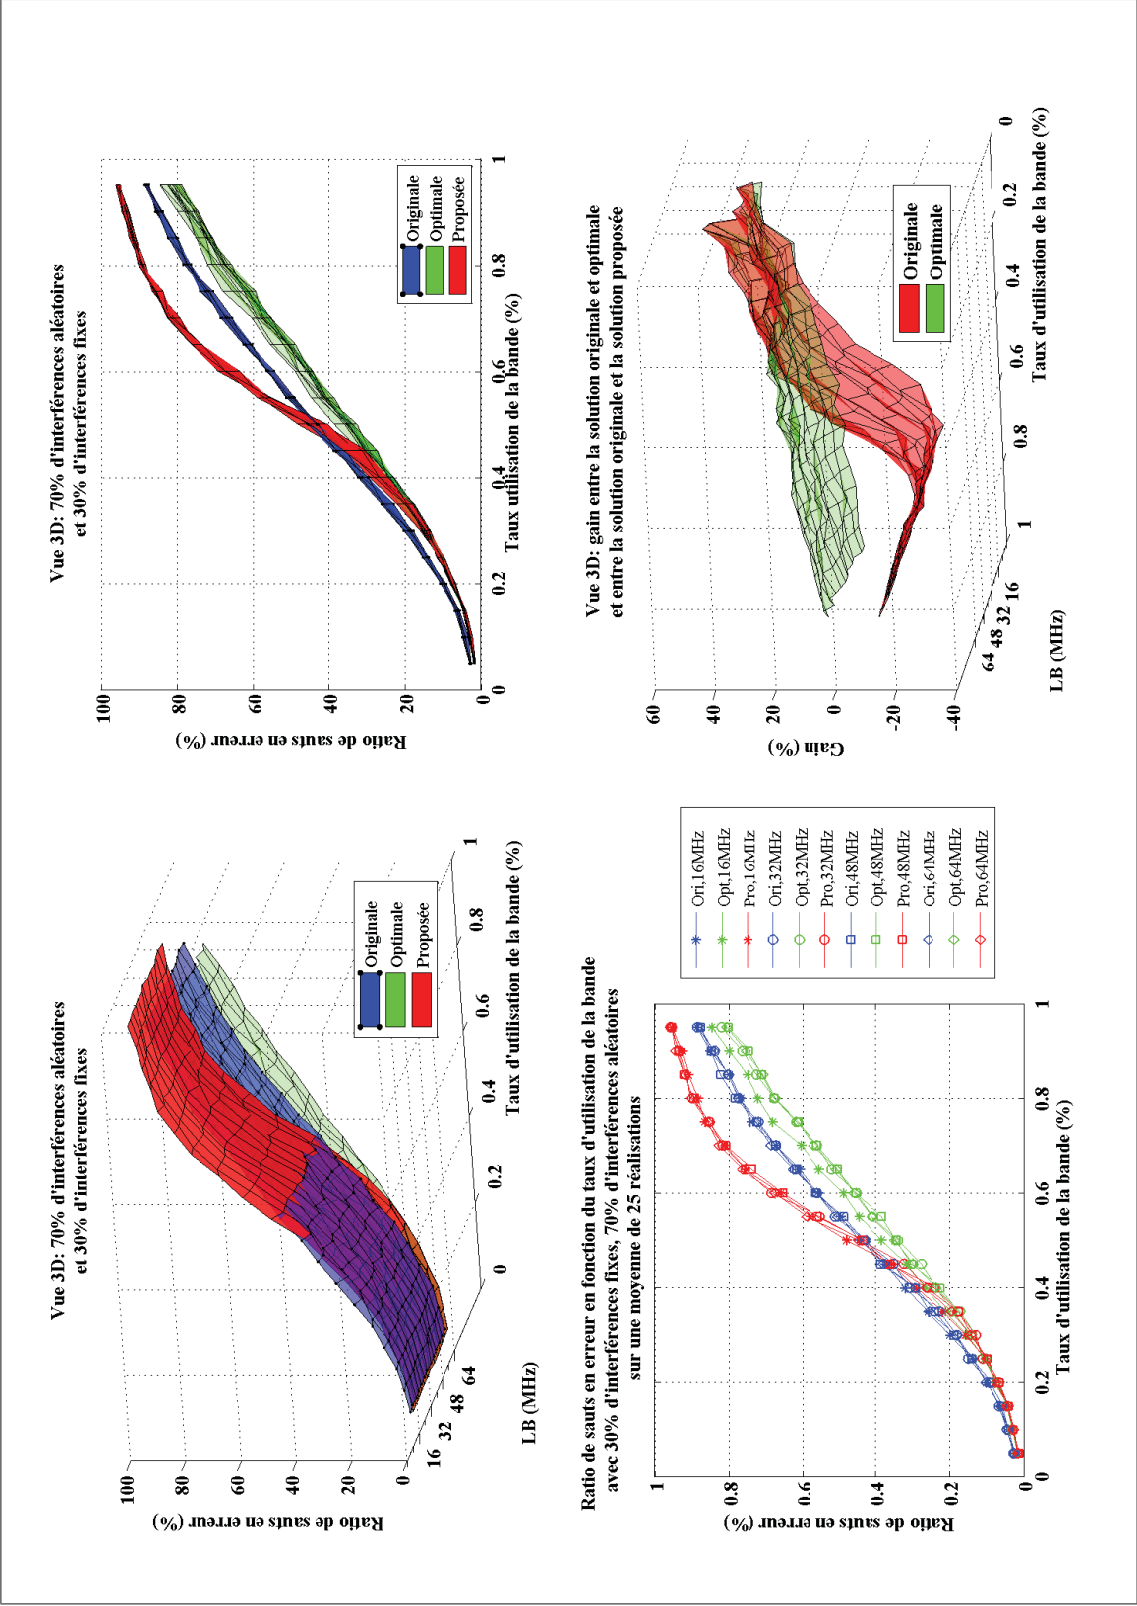 Vue 3D: 70% d'interférences aléatoires
et 30% d'interférences fixes
Ratio de sauts en erreur (%)
100
80
60
40
20
0
16
32
48
64
LB (MHz)
0
0.2
0.4
0.6
0.8
1
Taux d'utilisation de la bande (%)
Originale
Optimale
Proposée
Vue 3D: 70% d'interférences aléatoires
et 30% d'interférences fixes
Ratio de sauts en erreur (%)
100
80
60
40
20
0
0
0.2
0.4
0.6
0.8
1
Taux utilisation de la bande (%)
Originale
Optimale
Proposée
Ratio de sauts en erreur en fonction du taux d'utilisation de la bande
avec 30% d'interférences fixes, 70% d'interférences aléatoires
sur une moyenne de 25 réalisations
Ratio de sauts en erreur (%)
1
0.8
0.6
0.4
0.2
0
0
0.2
0.4
0.6
0.8
1
Taux d'utilisation de la bande (%)
Ori,16MHz
Opt,16MHz
Pro,16MHz
Ori,32MHz
Opt,32MHz
Pro,32MHz
Ori,48MHz
Opt,48MHz
Pro,48MHz
Ori,64MHz
Opt,64MHz
Pro,64MHz
Vue 3D: gain entre la solution originale et optimale
et entre la solution originale et la solution proposée
Gain (%)
60
40
20
0
-20
-40
64
48
32
16
LB (MHz)
1
0.8
0.6
0.4
0.2
0
Taux d'utilisation de la bande (%)
Originale
Optimale